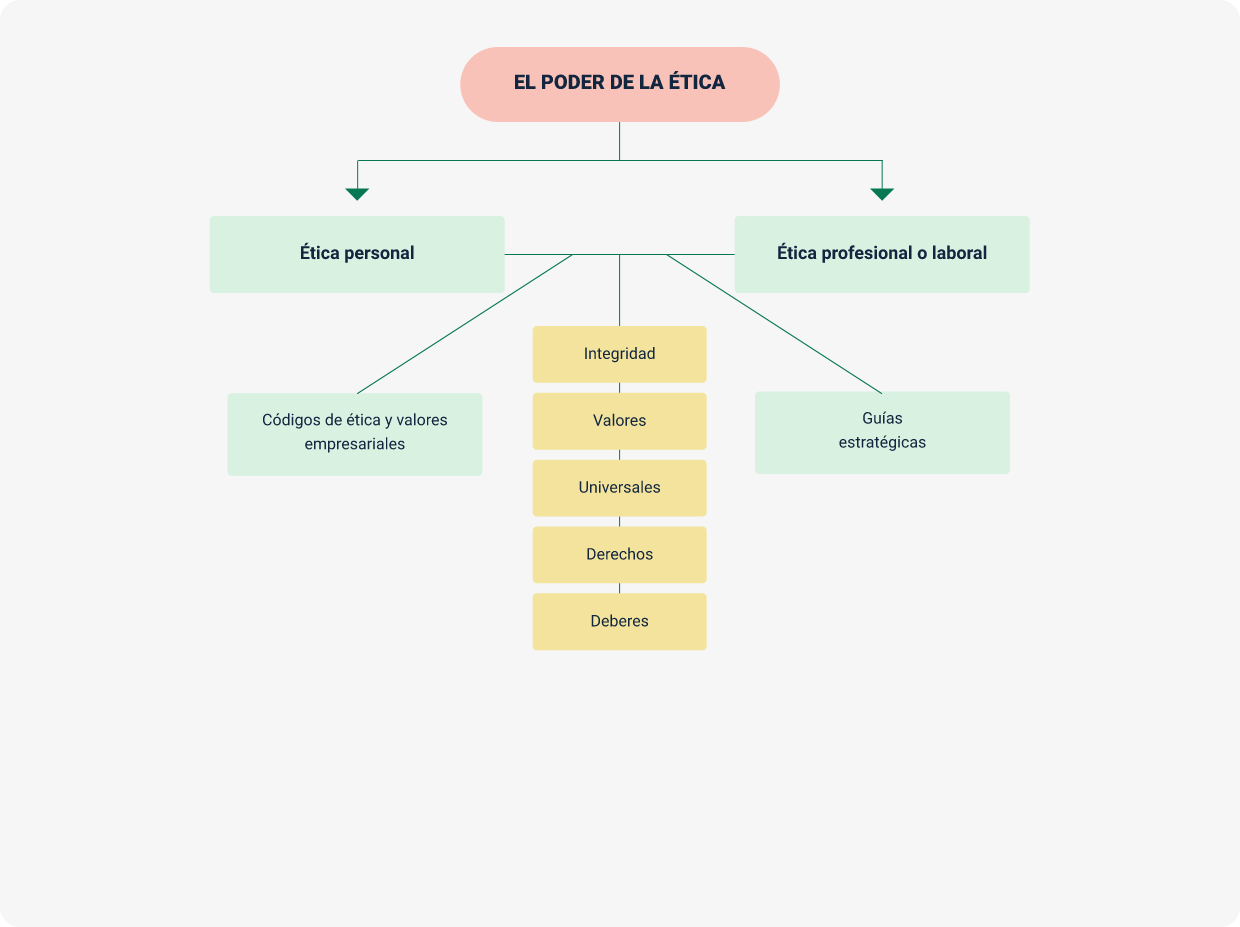 EL PODER DE LA ÉTICA
Ética personal
Ética profesional o laboral
Integridad
Códigos de ética y valores
empresariales
Valores
Guías
estratégicas
Universales
Derechos
Deberes